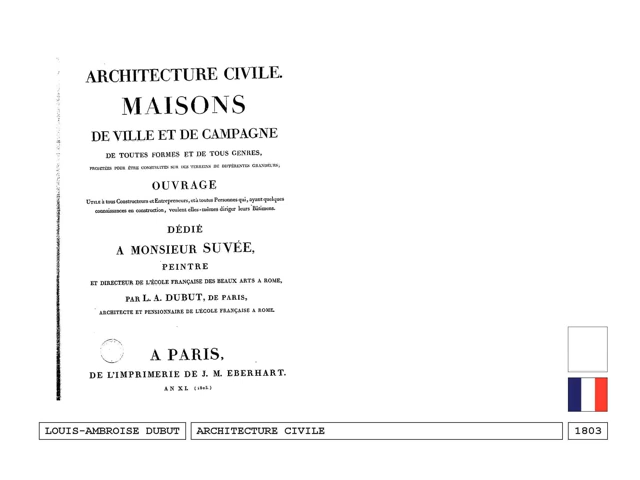 ARCHITECTURE CIVILE.
MAISONS
DE VILLE ET DE CAMPAGNE
DE TOUTES FORMES ET DE TOUS GENRES,
PROJETÉES POUR ÊTRE CONSTRUITES SUR DES TERREINS DE DIFFÉRENTES GRANDEURS;
OUVRAGE
UTILE à tous Constructeurs et Entrepreneurs, et à toutes Personnes qui, ayant quelques
connoissances en construction, veulent elles-mêmes diriger leurs Bâtimens.
DÉDIÉ
A MONSIEUR SUVÉE,
PEINTRE
ET DIRECTEUR DE L'ÉCOLE FRANÇAISE DES BEAUX ARTS A ROME,
PAR L. A. DUBUT, DE PARIS,
ARCHITECTE ET PENSIONNAIRE DE L'ÉCOLE FRANÇAISE A ROME.
A PARIS,
DE L'IMPRIMERIE DE J. M. EBERHART.
AN XI. (1803.)
LOUIS-AMBROISE DUBUT
ARCHITECTURE CIVILE
1803